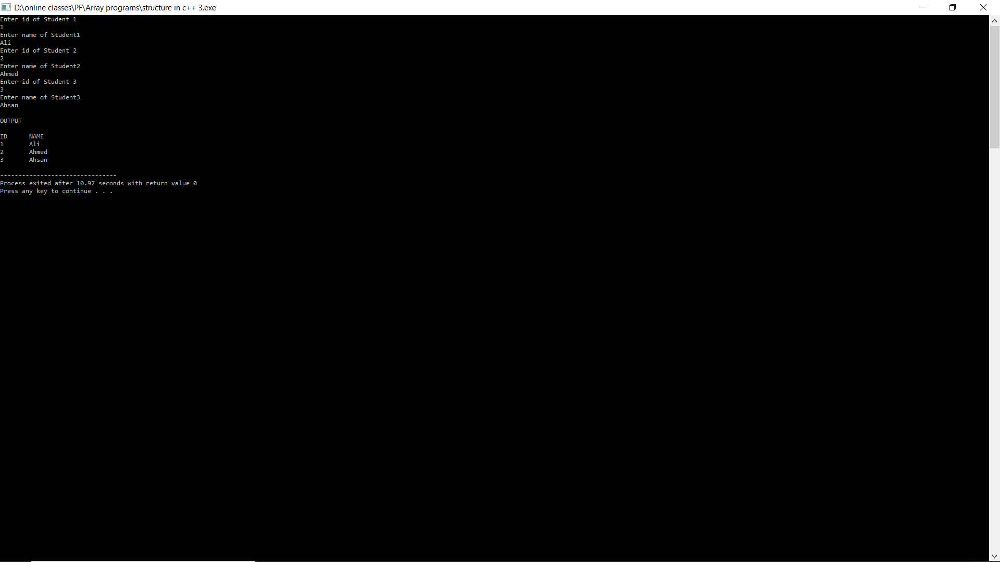 D:\online classes\PF\Array programs\structure in c++ 3.exe
Enter id of Student 1
1
Enter name of Student1
Ali
Enter id of Student 2
2
Enter name of Student2
Ahmed
Enter id of Student 3
3
Enter name of Student3
Ahsan
OUTPUT
ID NAME
1 Ali
2 Ahmed
3 Ahsan
--------------------------------
Process exited after 10.97 seconds with return value 0
Press any key to continue . . .